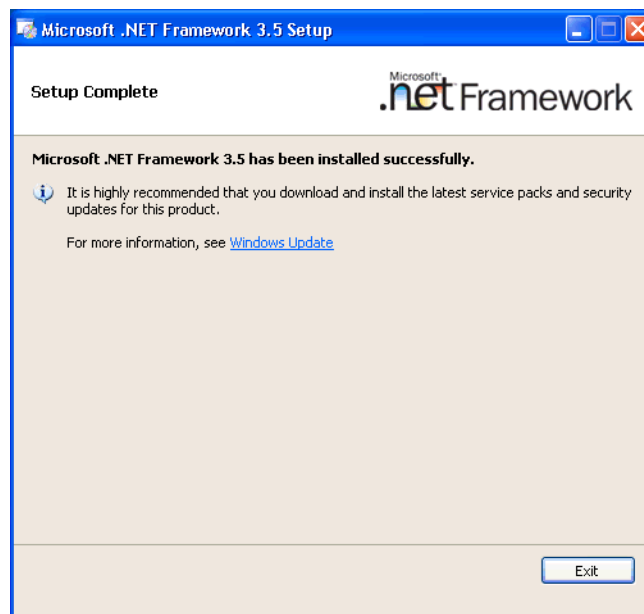 Microsoft .NET Framework 3.5 Setup
Setup Complete
Microsoft
.net Framework
Microsoft .NET Framework 3.5 has been installed successfully.
It is highly recommended that you download and install the latest service packs and security
updates for this product.
For more information, see Windows Update
Exit